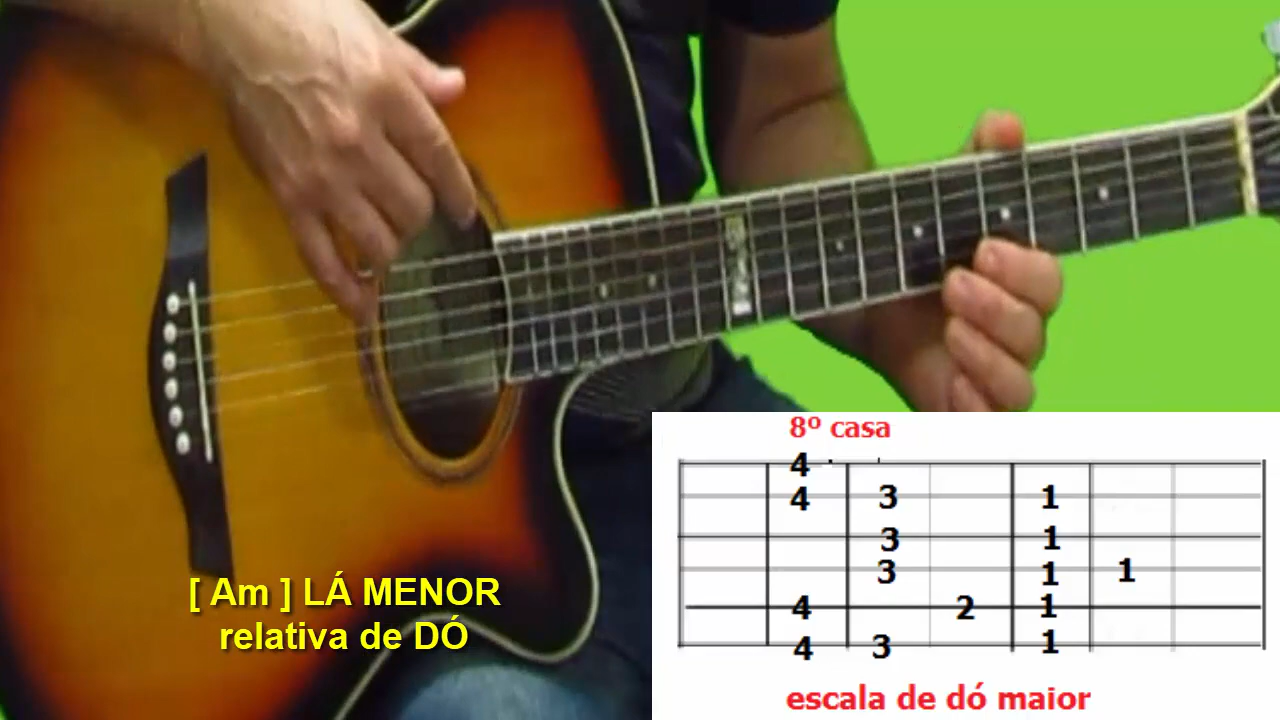 8º casa
4
4 3 1
3 1
3 1 1
4 2 1
4 3 1
escala de dó maior
[ Am ] LÁ MENOR
relativa de DÓ